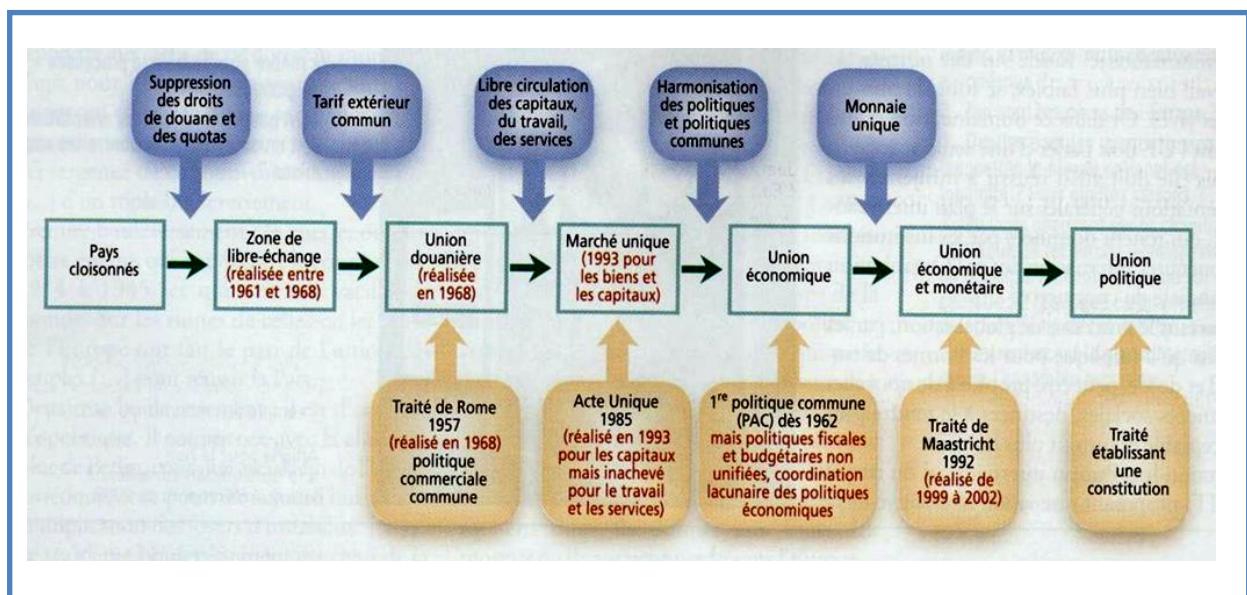 Suppression
des droits
de douane et
des quotas
Tarif extérieur
commun
Libre circulation
des capitaux,
du travail,
des services
Harmonisation
des politiques
et politiques
communes
Monnaie
unique
Pays
cloisonnés
Zone de
libre-échange
(réalisée entre
1961 et 1968)
Union
douanière
(réalisée
en 1968)
Marché unique
(1993 pour
les biens et
les capitaux)
Union
économique
Union
économique
et monétaire
Union
politique
Traité de Rome
1957
(réalisé en 1968)
politique
commerciale
commune
Acte Unique
1985
(réalisé en 1993
pour les capitaux
mais inachevé
pour le travail
et les services)
1re politique commune
(PAC) dès 1962
mais politiques fiscales
et budgétaires non
unifiées, coordination
lacunaire des politiques
économiques
Traité de
Maastricht
1992
(réalisé de
1999 à 2002)
Traité
établissant
une
constitution